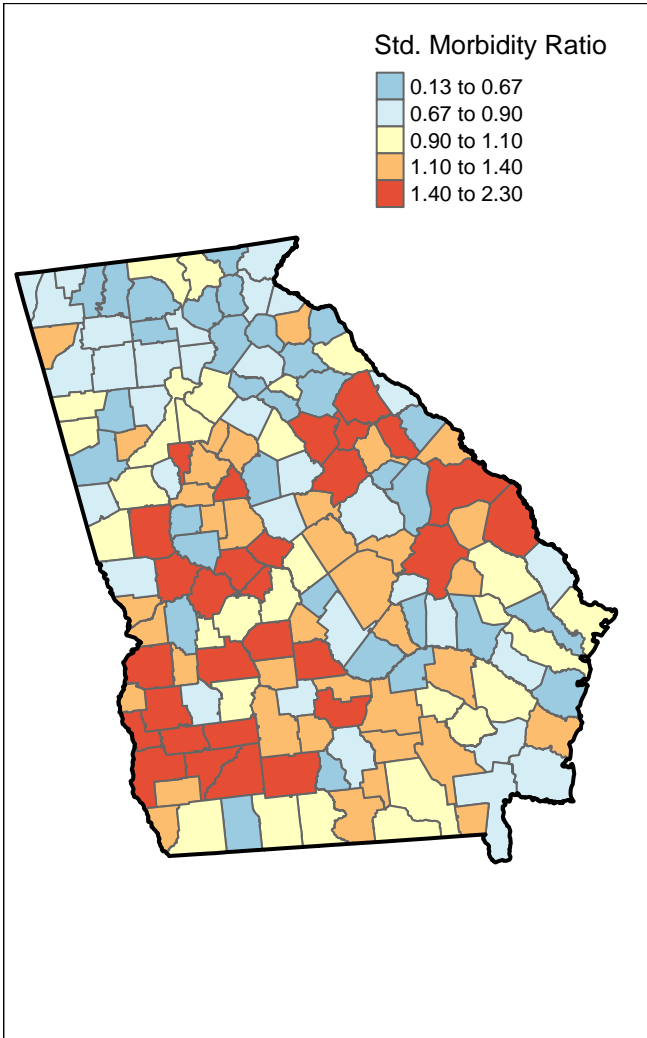 Std. Morbidity Ratio
0.13 to 0.67
0.67 to 0.90
0.90 to 1.10
1.10 to 1.40
1.40 to 2.30